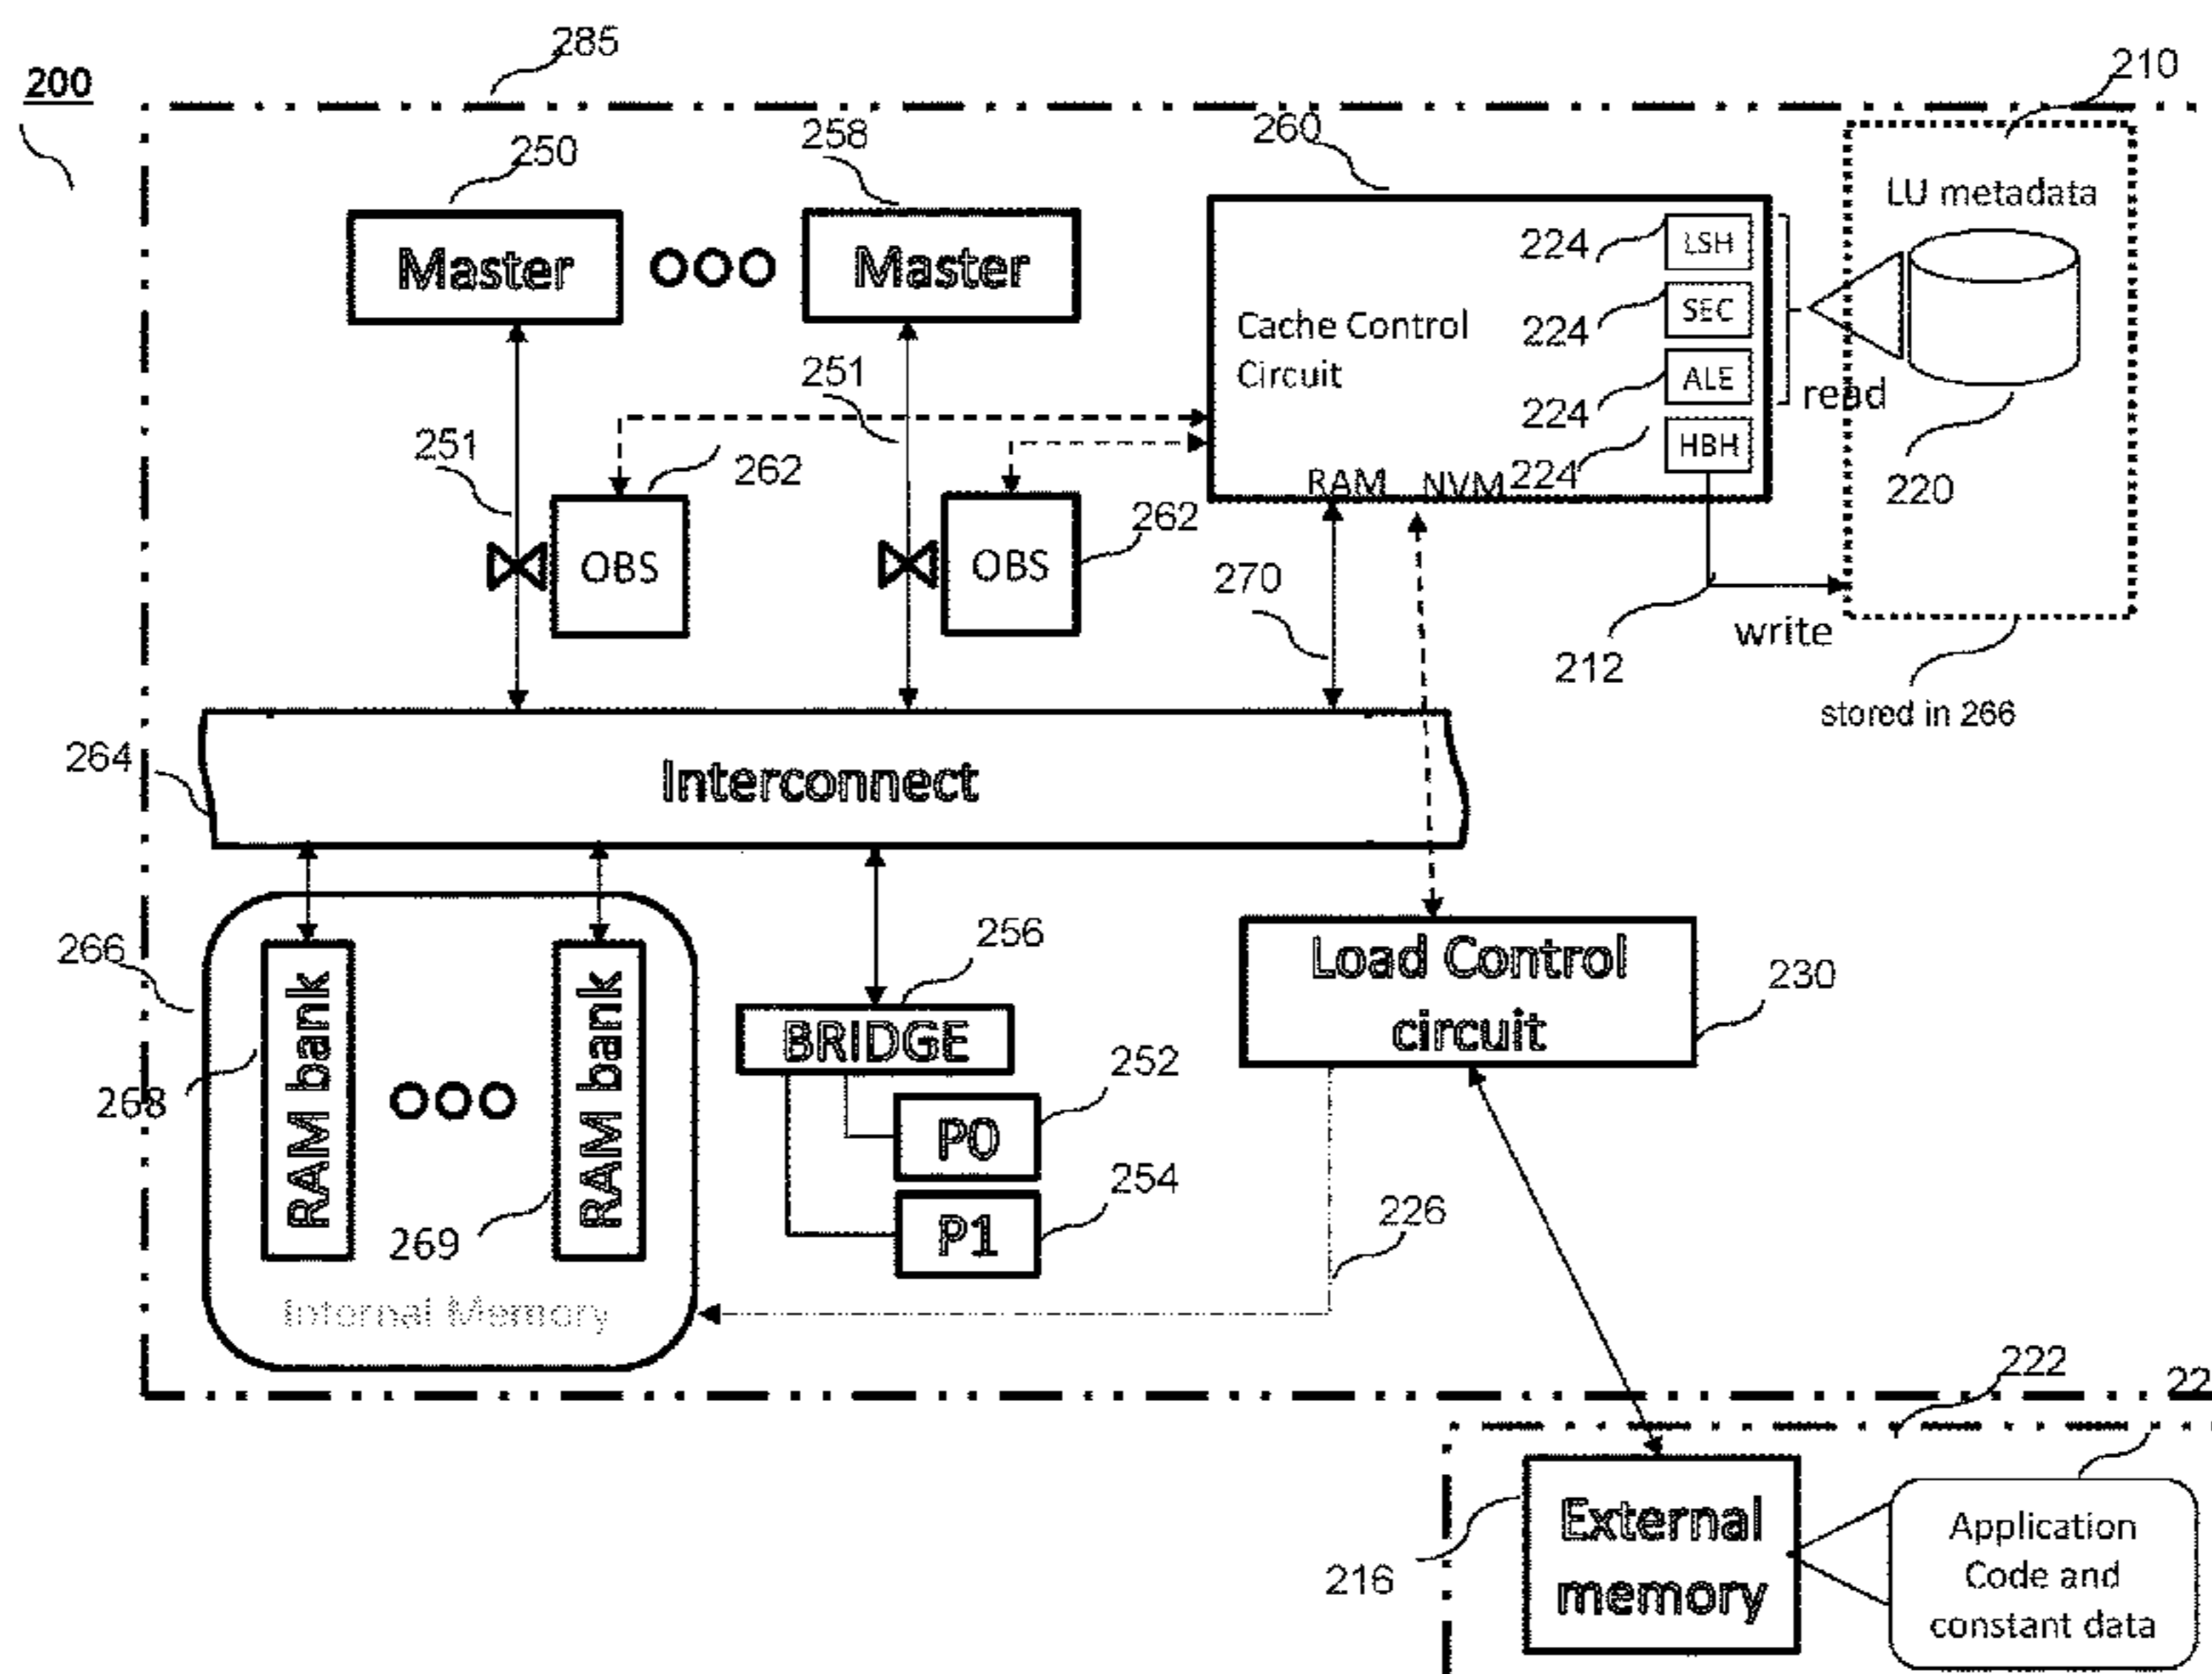 285
200
210
250
258
260
LU metadata
Master
Master
224
LSH
224
SEC
Cache Control
Circuit
224
ALE
read
251
251
262
224
HBH
220
RAM
NVM
OBS
OBS
262
270
212
write
stored in 266
264
Interconnect
266
256
Load Control
circuit
230
268
RAM bank
RAM bank
BRIDGE
252
P0
254
P1
269
226
Internal Memory
222
216
External
memory
Application
Code and
constant data